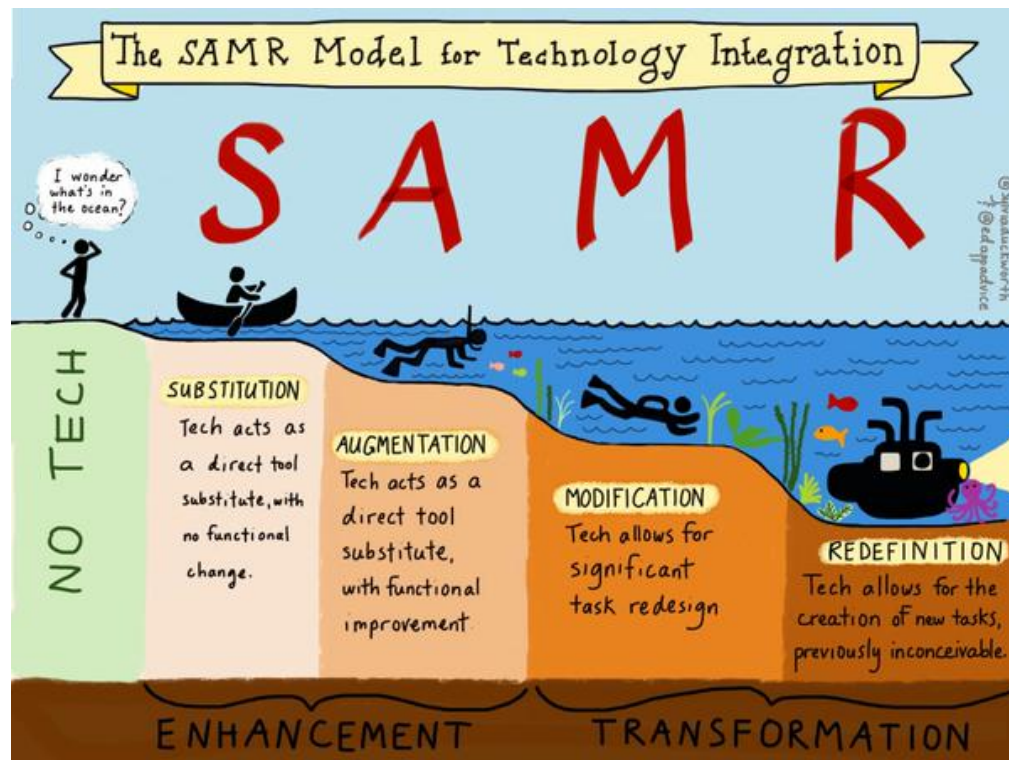 The SAMR Model for Technology Integration
S A M R
I wonder
what's in
the ocean?
@sylviaduckworth
& @edappadvice
NO TECH
SUBSTITUTION
Tech acts as
a direct tool
substitute, with
no functional
change.
AUGMENTATION
Tech acts as a
direct tool
substitute,
with functional
improvement.
MODIFICATION
Tech allows for
significant
task redesign
REDEFINITION
Tech allows for the
creation of new tasks,
previously inconceivable.
ENHANCEMENT
TRANSFORMATION